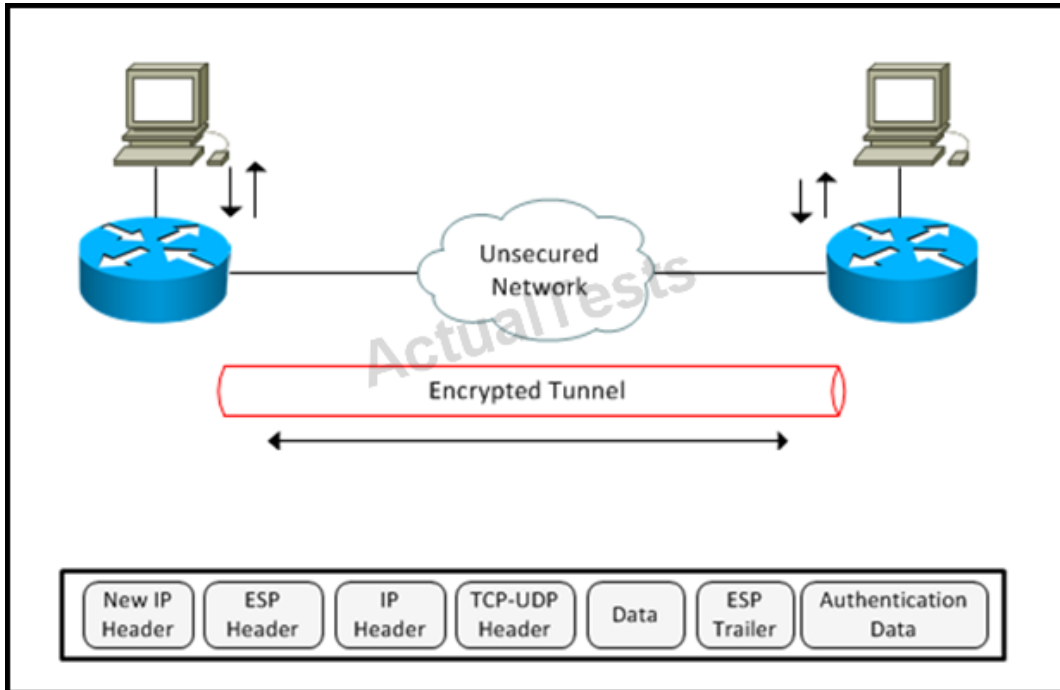 Unsecured
Network
ActualTests
Encrypted Tunnel
New IP
Header
ESP
Header
IP
Header
TCP-UDP
Header
Data
ESP
Trailer
Authentication
Data